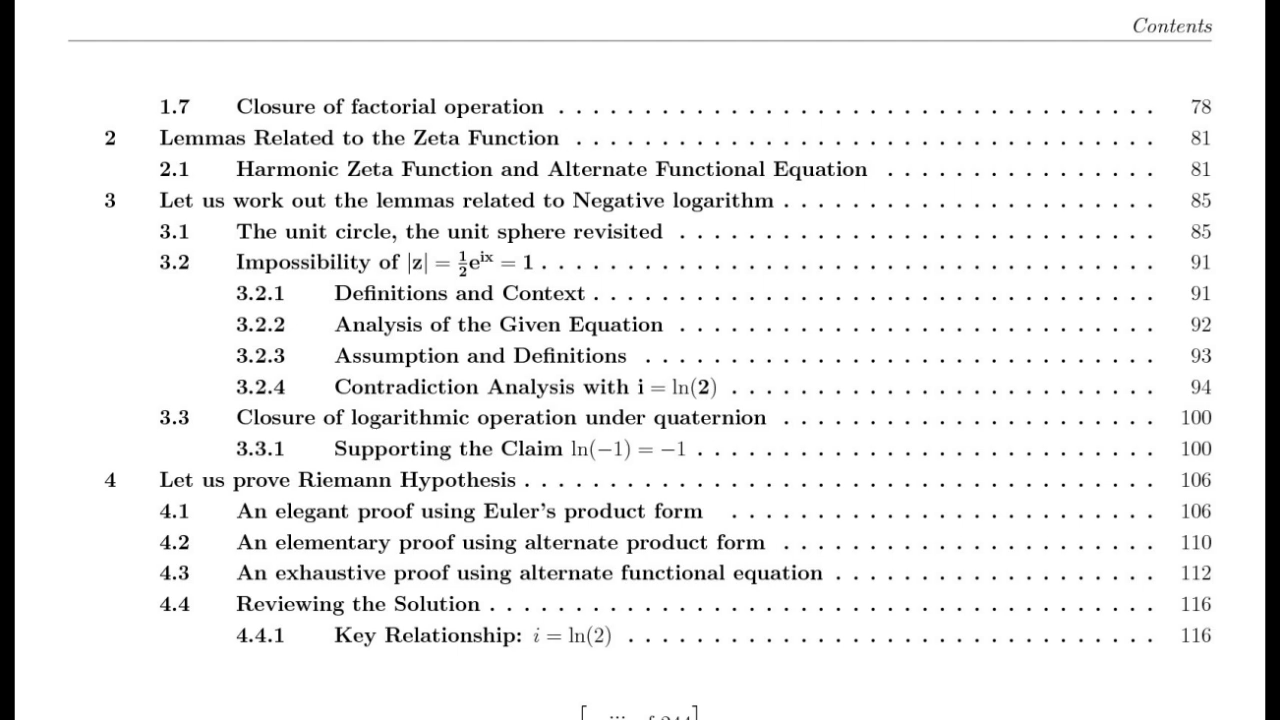 Contents
1.7 Closure of factorial operation . . . . . . . . . . . . . . . . . . . . . . . . . . . . . . . . . . . 78
2 Lemmas Related to the Zeta Function . . . . . . . . . . . . . . . . . . . . . . . . . . . . . . . . . . 81
2.1 Harmonic Zeta Function and Alternate Functional Equation . . . . . . . . . . . . . . . . 81
3 Let us work out the lemmas related to Negative logarithm . . . . . . . . . . . . . . . . . . . . . . 85
3.1 The unit circle, the unit sphere revisited . . . . . . . . . . . . . . . . . . . . . . . . . . . . 85
3.2 Impossibility of |z| = ½e^ix = 1 . . . . . . . . . . . . . . . . . . . . . . . . . . . . . . . . . . . . 91
3.2.1 Definitions and Context . . . . . . . . . . . . . . . . . . . . . . . . . . . . . . . . . 91
3.2.2 Analysis of the Given Equation . . . . . . . . . . . . . . . . . . . . . . . . . . . . 92
3.2.3 Assumption and Definitions . . . . . . . . . . . . . . . . . . . . . . . . . . . . . . 93
3.2.4 Contradiction Analysis with i = ln(2) . . . . . . . . . . . . . . . . . . . . . . . . . 94
3.3 Closure of logarithmic operation under quaternion . . . . . . . . . . . . . . . . . . . . . . 100
3.3.1 Supporting the Claim ln(−1) = −1 . . . . . . . . . . . . . . . . . . . . . . . . . . . 100
4 Let us prove Riemann Hypothesis . . . . . . . . . . . . . . . . . . . . . . . . . . . . . . . . . . . . . 106
4.1 An elegant proof using Euler's product form . . . . . . . . . . . . . . . . . . . . . . . . . 106
4.2 An elementary proof using alternate product form . . . . . . . . . . . . . . . . . . . . . . 110
4.3 An exhaustive proof using alternate functional equation . . . . . . . . . . . . . . . . . . . 112
4.4 Reviewing the Solution . . . . . . . . . . . . . . . . . . . . . . . . . . . . . . . . . . . . . . . 116
4.4.1 Key Relationship: i = ln(2) . . . . . . . . . . . . . . . . . . . . . . . . . . . . . . . 116